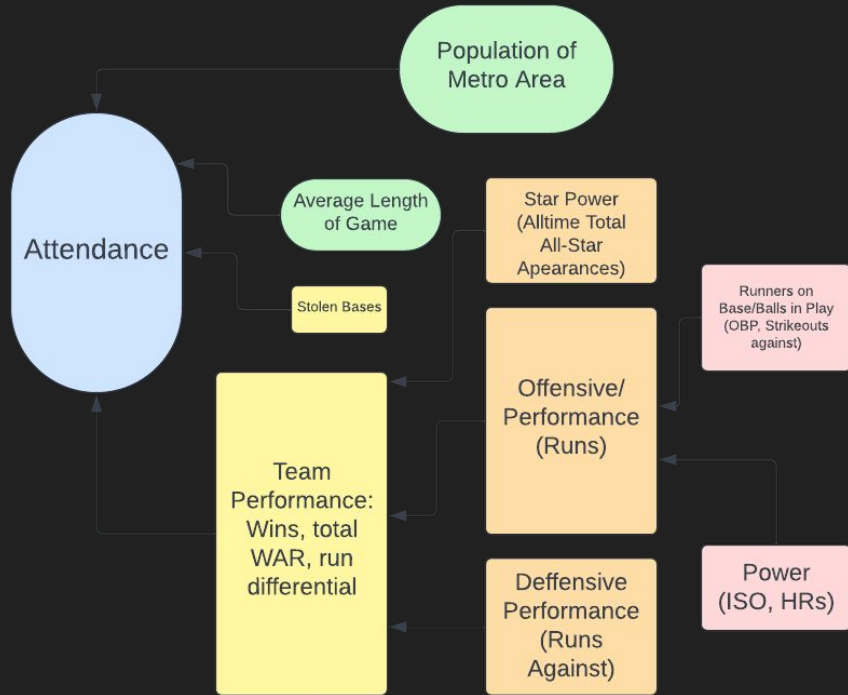 Population of
Metro Area
Attendance
Average Length
of Game
Star Power
(Alltime Total
All-Star
Apearances)
Stolen Bases
Runners on
Base/Balls in Play
(OBP, Strikeouts
against)
Offensive/
Performance
(Runs)
Team
Performance:
Wins, total
WAR, run
differential
Deffensive
Performance
(Runs
Against)
Power
(ISO, HRs)